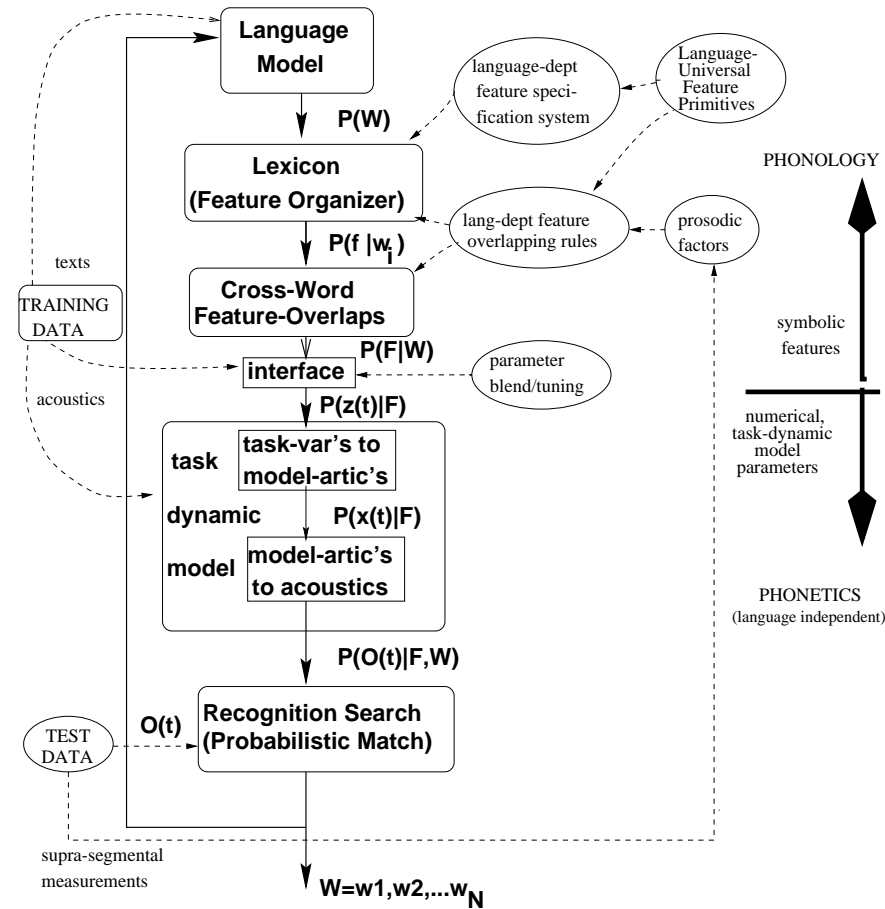 Language
Model
language-dept
feature speci-
fication system
Language-
Universal
Feature
Primitives
P(W)
Lexicon
(Feature Organizer)
PHONOLOGY
lang-dept feature
overlapping rules
prosodic
factors
P(f |w_i)
texts
Cross-Word
Feature-Overlaps
TRAINING
DATA
symbolic
features
P(F|W)
interface
parameter
blend/tuning
acoustics
P(z(t)|F)
numerical,
task-dynamic
model
parameters
task
dynamic
model
task-var's to
model-artic's
P(x(t)|F)
model-artic's
to acoustics
PHONETICS
(language independent)
P(O(t)|F,W)
Recognition Search
(Probabilistic Match)
O(t)
TEST
DATA
supra-segmental
measurements
W=w1,w2,...w_N